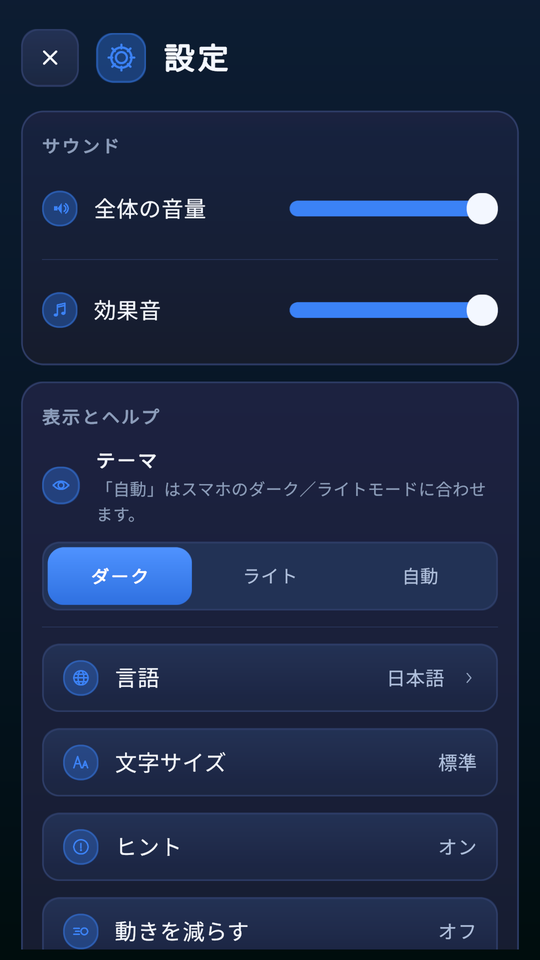 設定
サウンド
全体の音量
効果音
表示とヘルプ
テーマ
「自動」はスマホのダーク／ライトモードに合わせ
ます。
ダーク ライト 自動
言語 日本語
文字サイズ 標準
ヒント オン
動きを減らす オフ